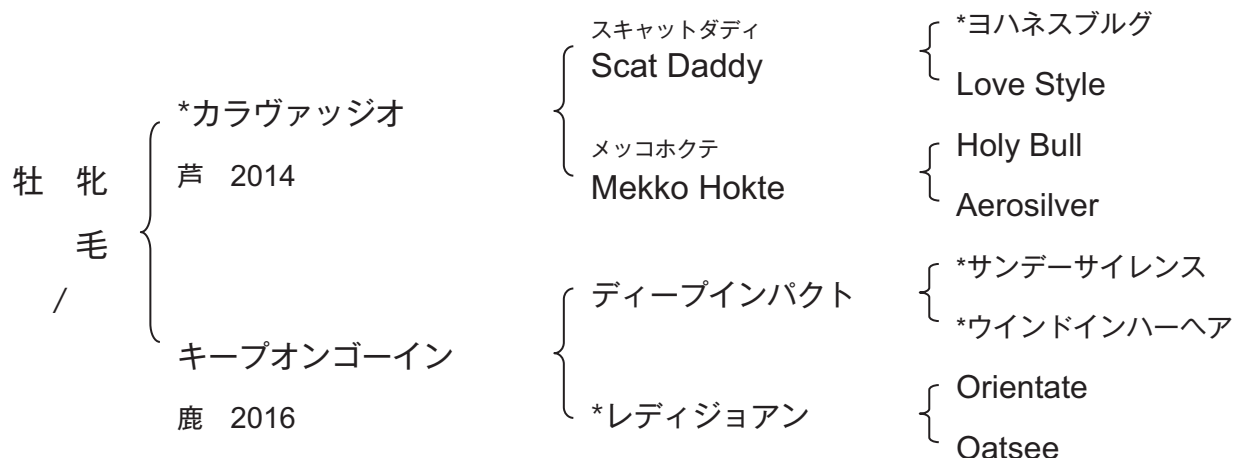 牡　牝
毛
/
*カラヴァッジオ
芦　2014
キープオンゴーイン
鹿　2016
スキャットダディ
Scat Daddy
メッコホクテ
Mekko Hokte
ディープインパクト
*レディジョアン
*ヨハネスブルグ
Love Style
Holy Bull
Aerosilver
*サンデーサイレンス
*ウインドインハーヘア
Orientate
Oatsee